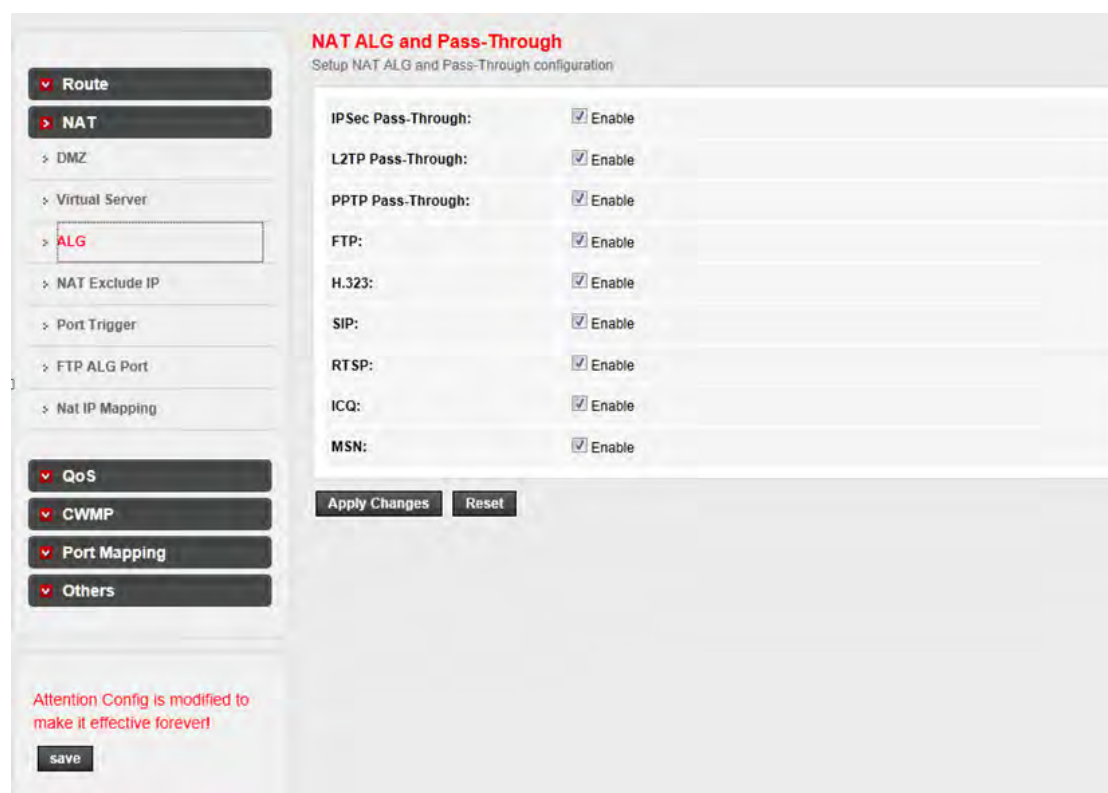 NAT ALG and Pass-Through
Setup NAT ALG and Pass-Through configuration
Route
NAT
DMZ
Virtual Server
ALG
NAT Exclude IP
Port Trigger
FTP ALG Port
Nat IP Mapping
QoS
CWMP
Port Mapping
Others
Attention Config is modified to
make it effective forever!
save
IPSec Pass-Through: Enable
L2TP Pass-Through: Enable
PPTP Pass-Through: Enable
FTP: Enable
H.323: Enable
SIP: Enable
RTSP: Enable
ICQ: Enable
MSN: Enable
Apply Changes Reset